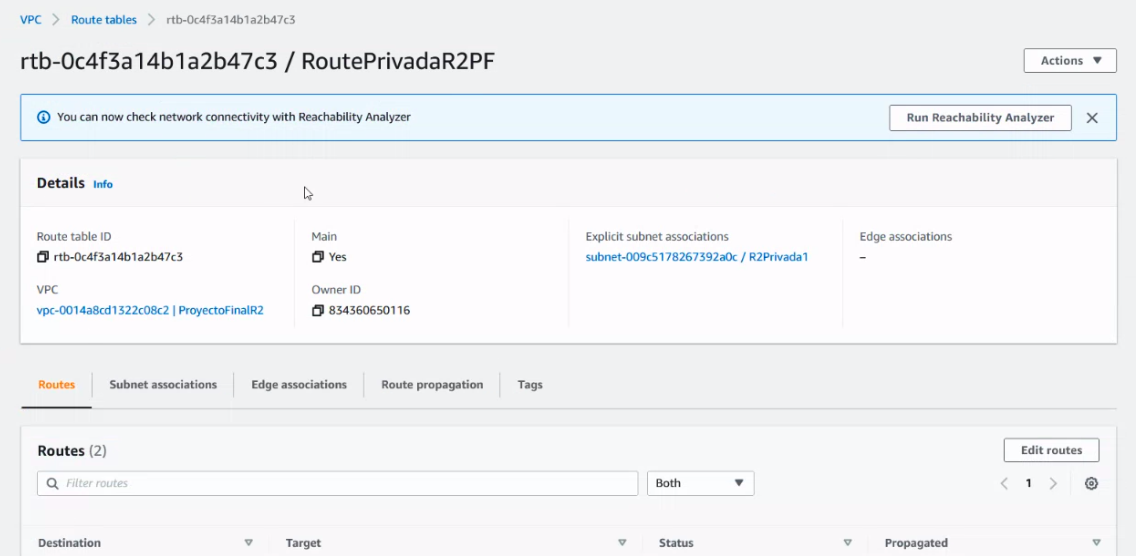 VPC > Route tables > rtb-0c4f3a14b1a2b47c3
rtb-0c4f3a14b1a2b47c3 / RoutePrivadaR2PF
Actions
You can now check network connectivity with Reachability Analyzer
Run Reachability Analyzer
Details Info
Route table ID
rtb-0c4f3a14b1a2b47c3
Main
Yes
Explicit subnet associations
subnet-009c5178267392a0c / R2Privada1
Edge associations
–
VPC
vpc-0014a8cd1322c08c2 | ProyectoFinalR2
Owner ID
834360650116
Routes
Subnet associations
Edge associations
Route propagation
Tags
Routes (2)
Edit routes
Filter routes
Both
1
Destination
Target
Status
Propagated